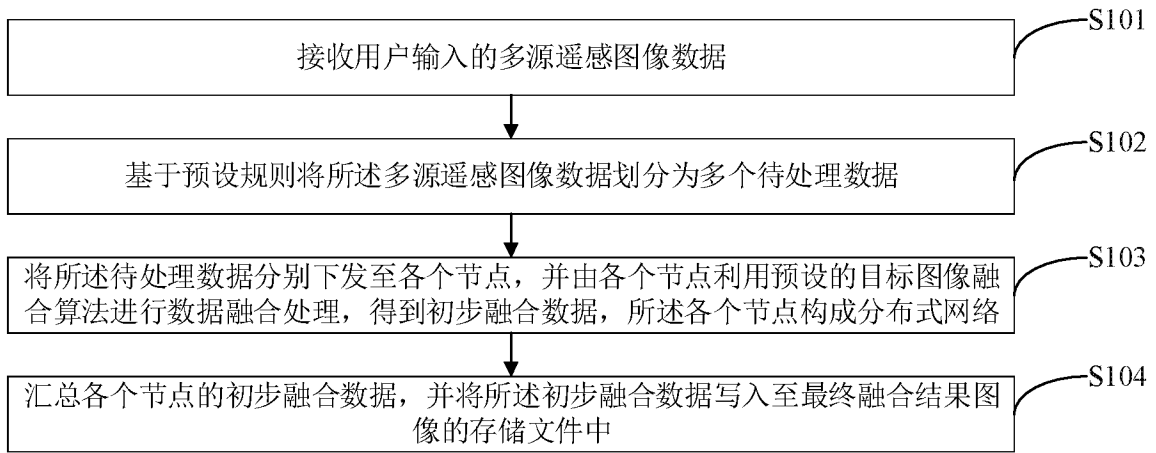 S101
接收用户输入的多源遥感图像数据
S102
基于预设规则将所述多源遥感图像数据划分为多个待处理数据
S103
将所述待处理数据分别下发至各个节点，并由各个节点利用预设的目标图像融
合算法进行数据融合处理，得到初步融合数据，所述各个节点构成分布式网络
S104
汇总各个节点的初步融合数据，并将所述初步融合数据写入至最终融合结果图
像的存储文件中